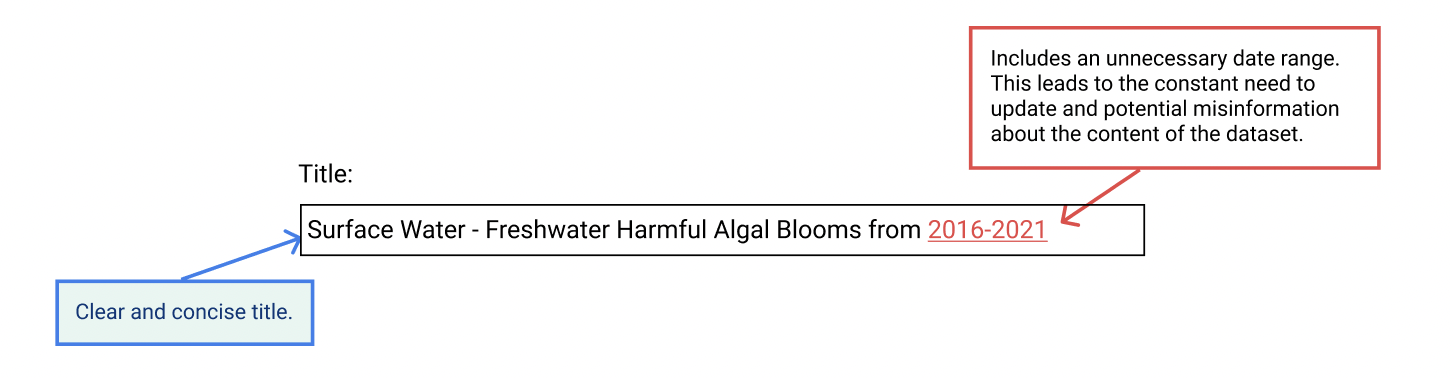 Includes an unnecessary date range.
This leads to the constant need to
update and potential misinformation
about the content of the dataset.
Title:
Surface Water - Freshwater Harmful Algal Blooms from 2016-2021
Clear and concise title.